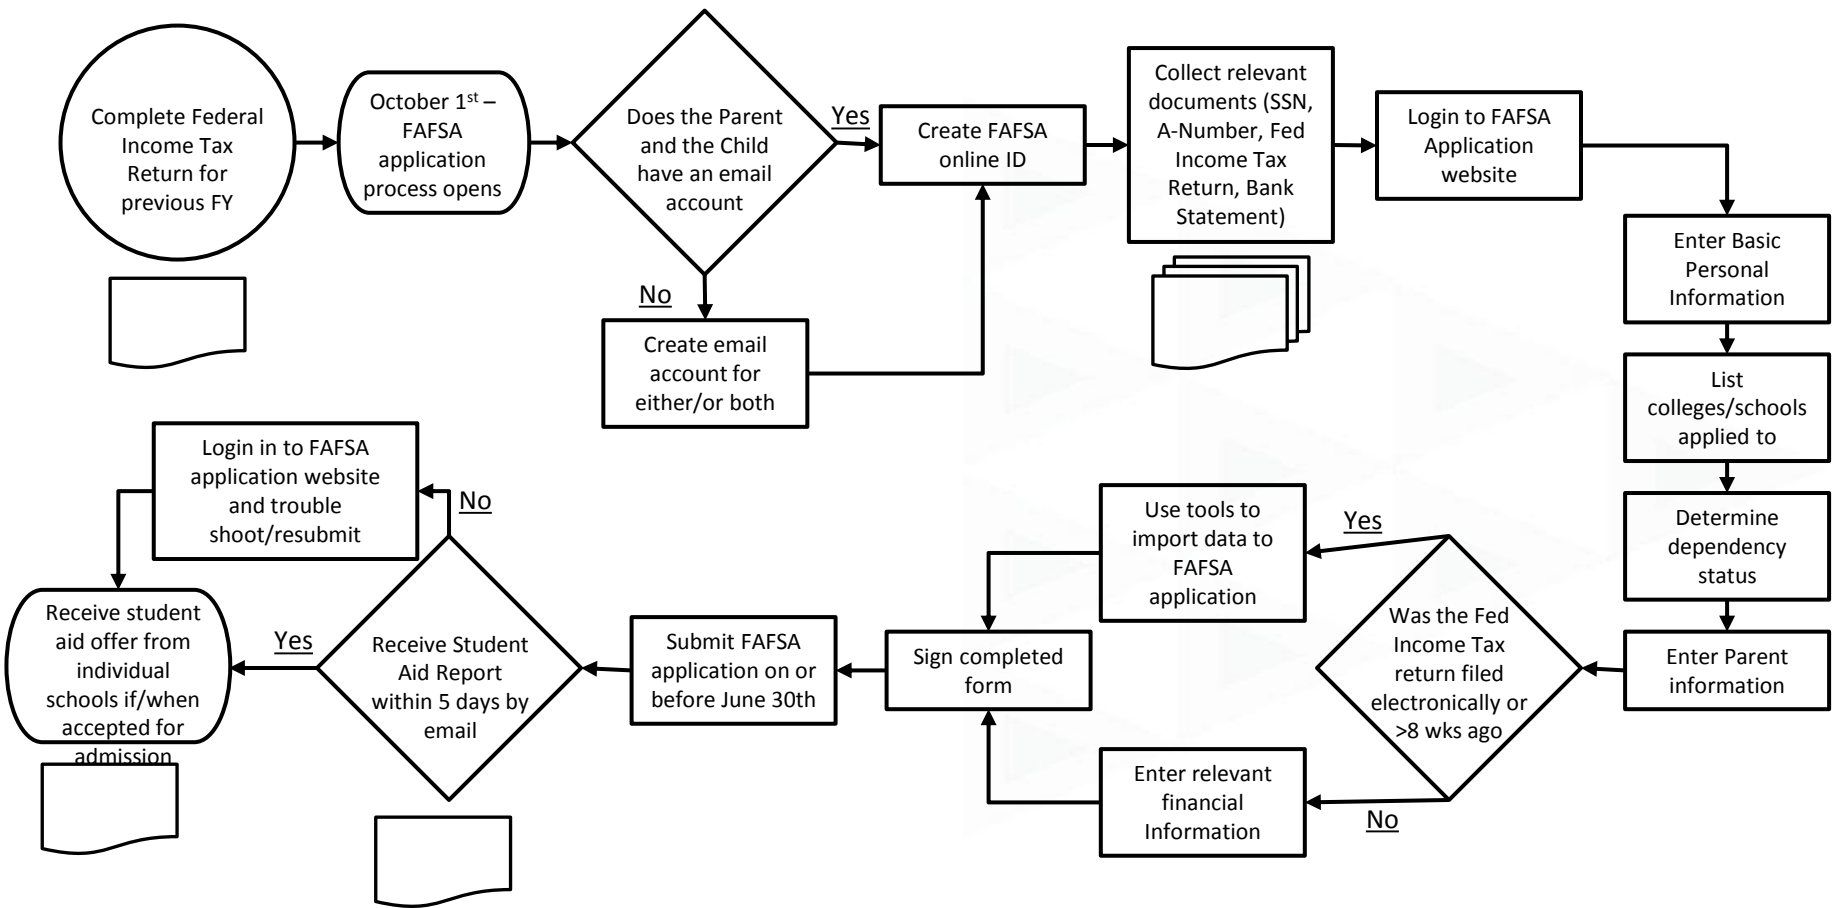 Complete Federal
Income Tax
Return for
previous FY
October 1st –
FAFSA
application
process opens
Does the Parent
and the Child
have an email
account
Yes
No
Create email
account for
either/or both
Create FAFSA
online ID
Collect relevant
documents (SSN,
A-Number, Fed
Income Tax
Return, Bank
Statement)
Login to FAFSA
Application
website
Enter Basic
Personal
Information
List
colleges/schools
applied to
Determine
dependency
status
Enter Parent
information
Was the Fed
Income Tax
return filed
electronically or
>8 wks ago
Yes
Use tools to
import data to
FAFSA
application
No
Enter relevant
financial
Information
Sign completed
form
Submit FAFSA
application on or
before June 30th
Receive Student
Aid Report
within 5 days by
email
No
Login in to FAFSA
application website
and trouble
shoot/resubmit
Yes
Receive student
aid offer from
individual
schools if/when
accepted for
admission